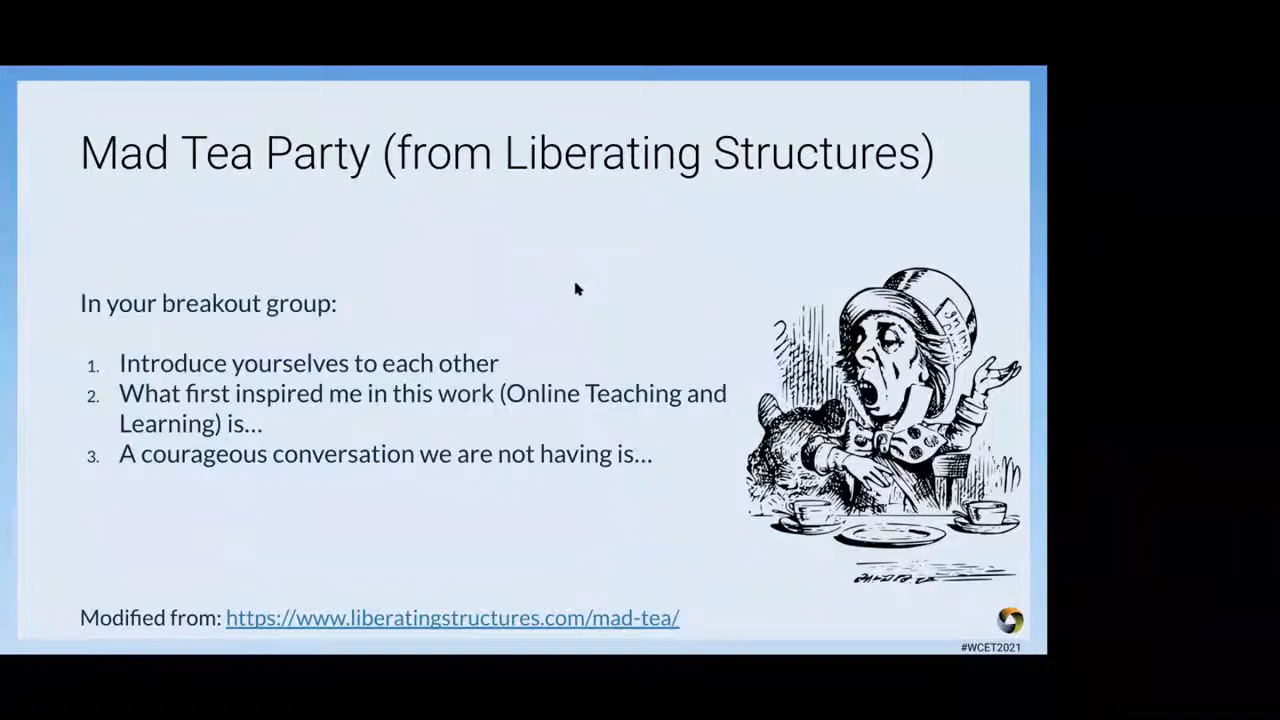 Mad Tea Party (from Liberating Structures)
In your breakout group:
1. Introduce yourselves to each other
2. What first inspired me in this work (Online Teaching and
Learning) is...
3. A courageous conversation we are not having is...
Modified from: https://www.liberatingstructures.com/mad-tea/
#WCET2021